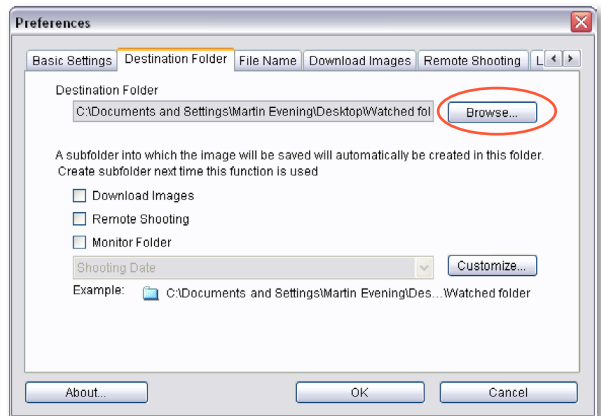 Preferences
Basic Settings Destination Folder File Name Download Images Remote Shooting L
Destination Folder
C:\Documents and Settings\Martin Evening\Desktop\Watched fol Browse...
A subfolder into which the image will be saved will automatically be created in this folder.
Create subfolder next time this function is used
Download Images
Remote Shooting
Monitor Folder
Shooting Date Customize...
Example: C:\Documents and Settings\Martin Evening\Des...\Watched folder
About... OK Cancel